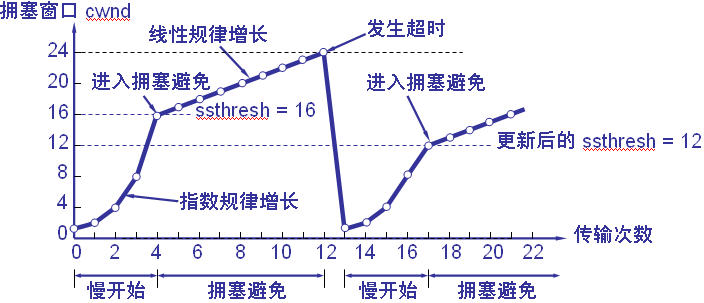 拥塞窗口 cwnd
线性规律增长
发生超时
24
20
进入拥塞避免
进入拥塞避免
16
ssthresh = 16
12
更新后的 ssthresh = 12
8
指数规律增长
4
0
0 2 4 6 8 10 12 14 16 18 20 22
传输次数
慢开始 拥塞避免 慢开始 拥塞避免